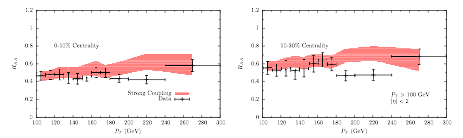 1.2
1
0.8
0.6
0.4
0.2
0
R_AA
0-10% Centrality
Strong Coupling
Data
100 120 140 160 180 200 220 240 260 280 300
P_T (GeV)
1.2
1
0.8
0.6
0.4
0.2
0
R_AA
10-30% Centrality
P_T > 100 GeV
|η| < 2
100 120 140 160 180 200 220 240 260 280 300
P_T (GeV)